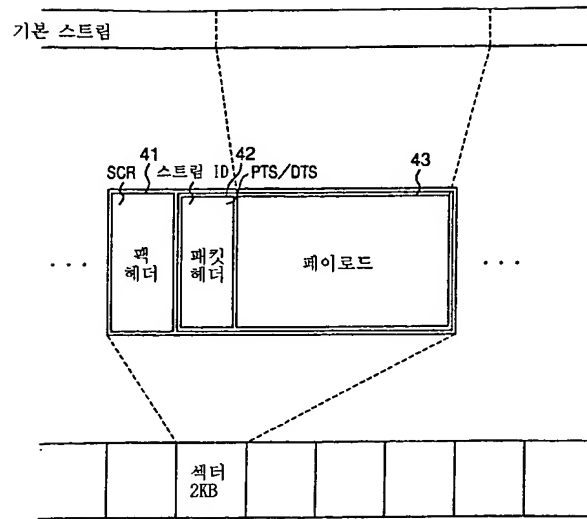 기본 스트림
41 42 43
SCR 스트림 ID PTS/DTS
팩
헤더
패킷
헤더
페이로드
... ...
섹터
2KB